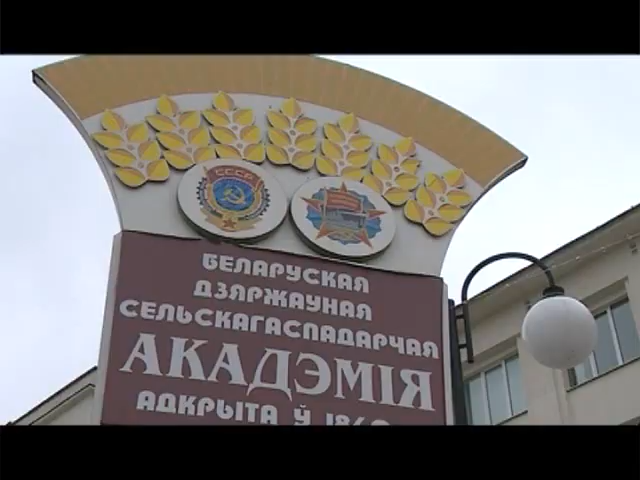 СССР
БЕЛАРУСКАЯ
ДЗЯРЖАУНАЯ
СЕЛЬСКАГАСПАДАРЧАЯ
АКАДЭМІЯ
АДКРЫТА Ў